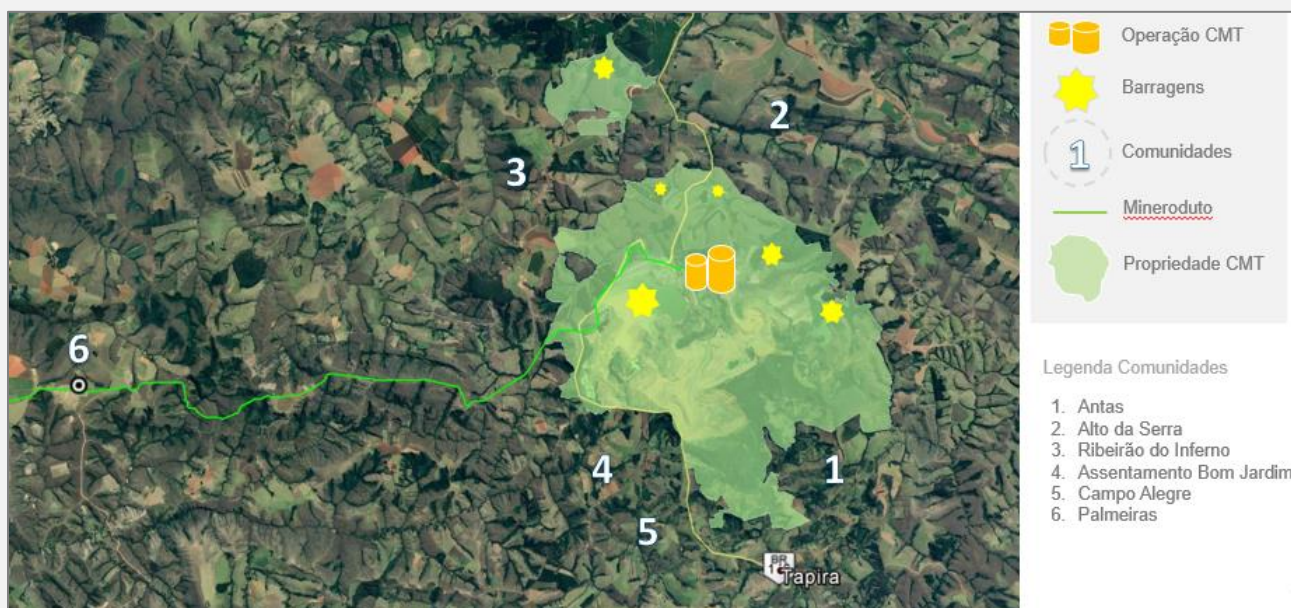 2
3
6
4
1
5
BR
Tapira
Operação CMT
Barragens
1
Comunidades
Mineroduto
Propriedade CMT
Legenda Comunidades
1. Antas
2. Alto da Serra
3. Ribeirão do Inferno
4. Assentamento Bom Jardim
5. Campo Alegre
6. Palmeiras